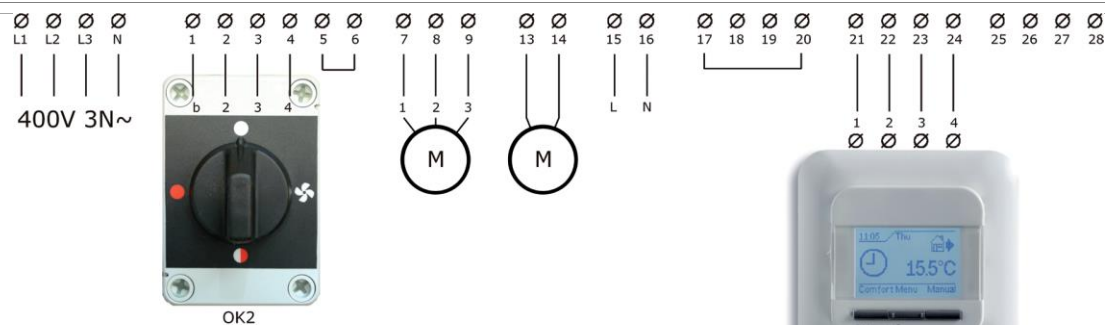 L1 L2 L3 N 1 2 3 4 5 6 7 8 9 13 14 15 16 17 18 19 20 21 22 23 24 25 26 27 28
b 2 3 4 1 2 3 L N 1 2 3 4
400V 3N~
M M
11:05 Thu
15.5°C
Comfort Menu Manual
OK2